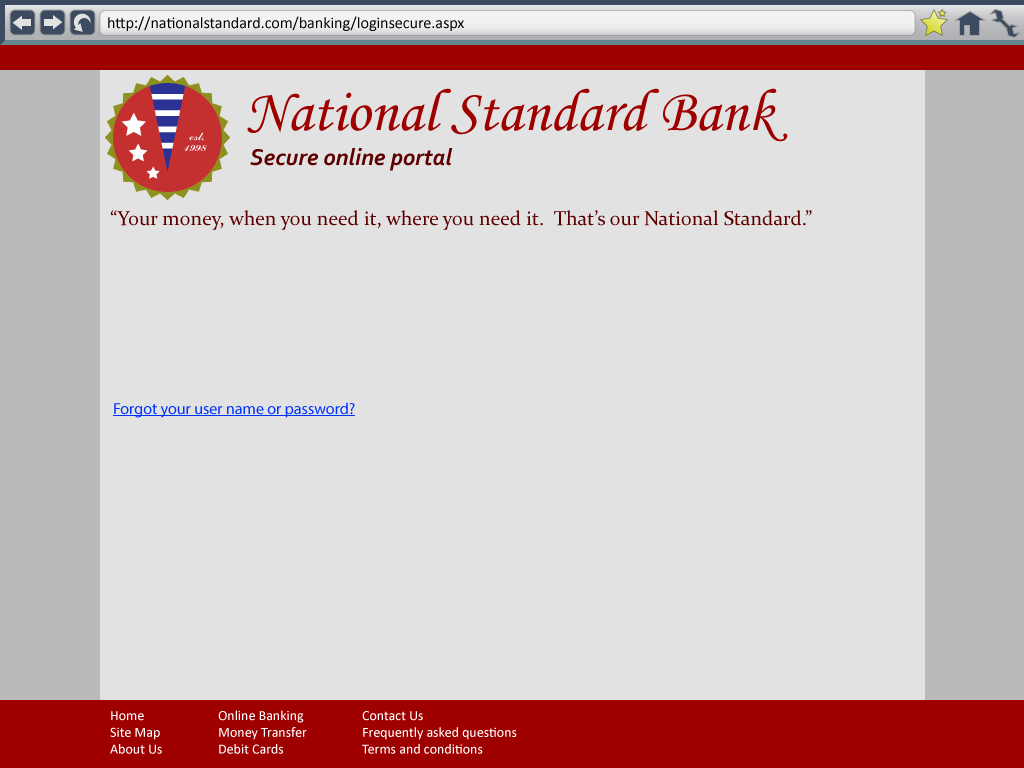 http://nationalstandard.com/banking/loginsecure.aspx
National Standard Bank
Secure online portal
est.
1998
“Your money, when you need it, where you need it.  That’s our National Standard.”
Forgot your user name or password?
Home
Site Map
About Us
Online Banking
Money Transfer
Debit Cards
Contact Us
Frequently asked questions
Terms and conditions